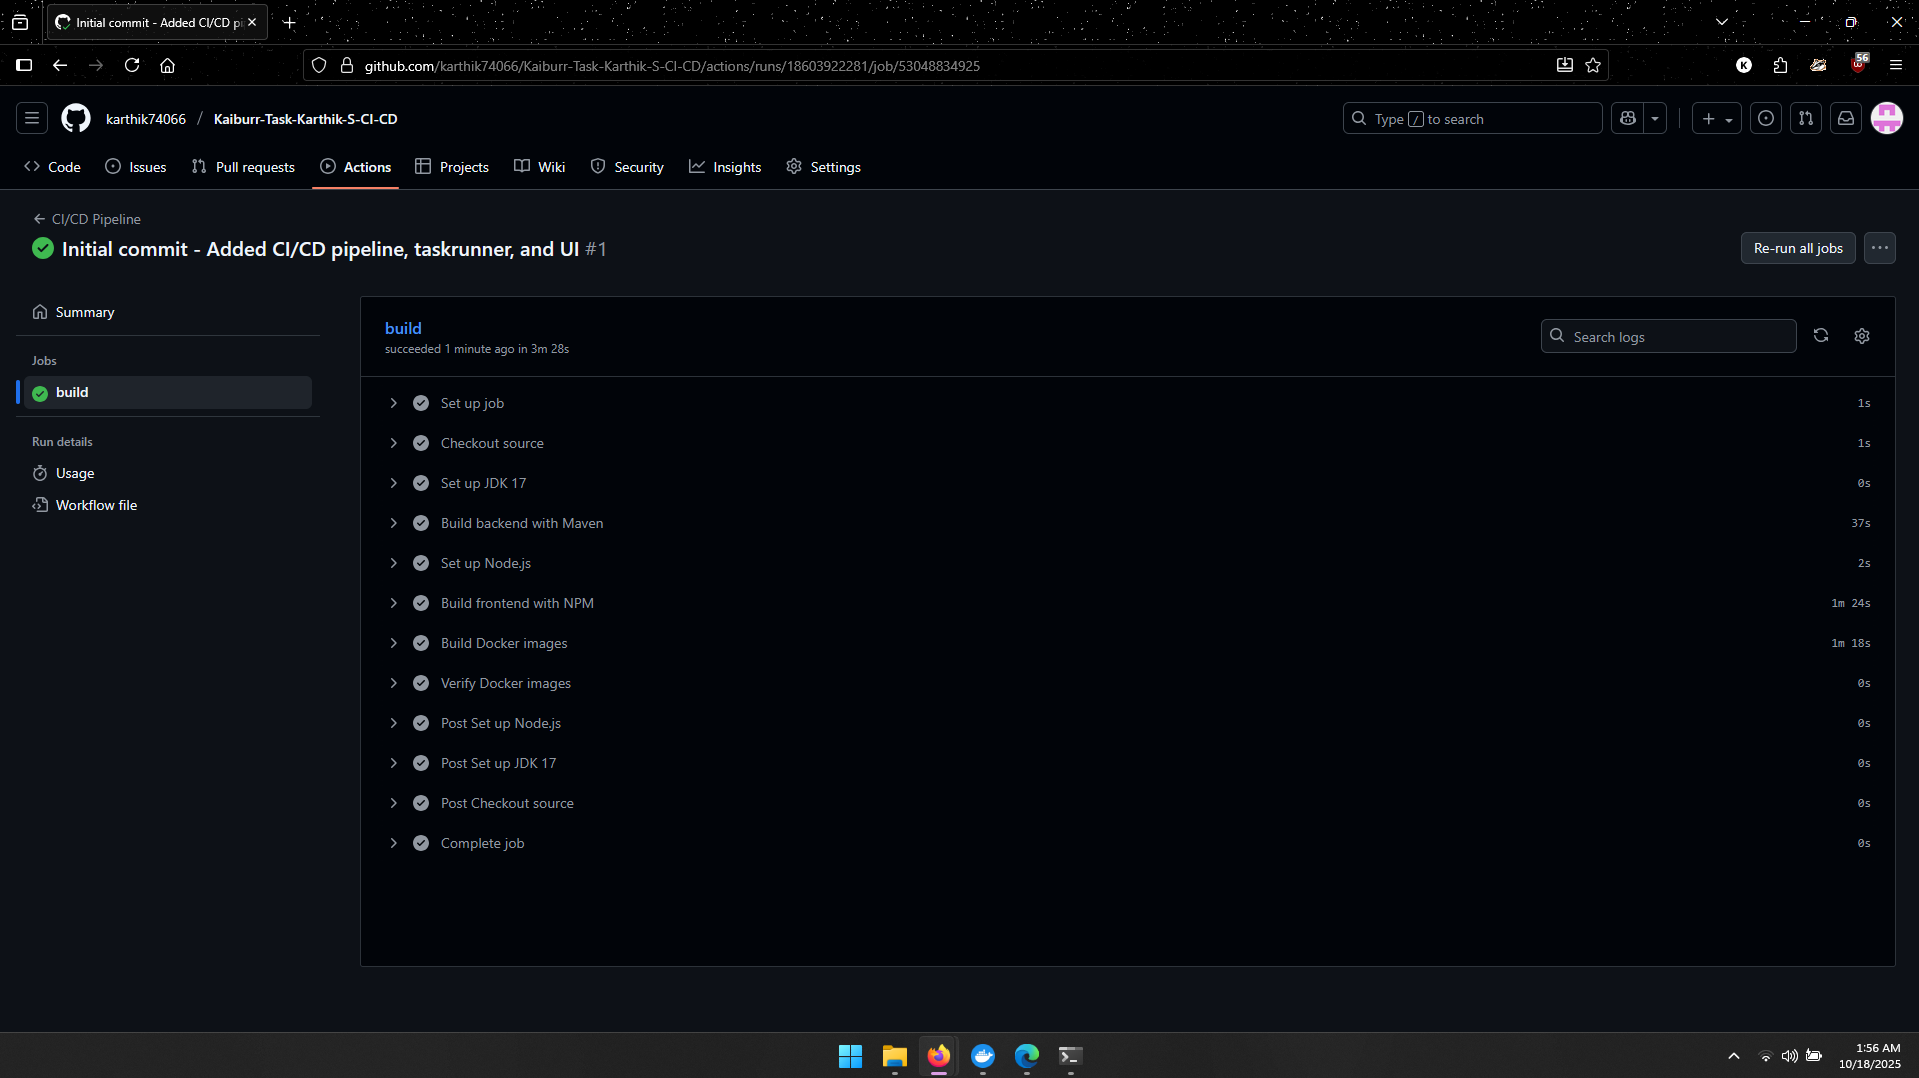 Initial commit - Added CI/CD pi
github.com/karthik74066/Kaiburr-Task-Karthik-S-CI-CD/actions/runs/18603922281/job/53048834925
K
56
karthik74066 / Kaiburr-Task-Karthik-S-CI-CD
Type / to search
Code
Issues
Pull requests
Actions
Projects
Wiki
Security
Insights
Settings
CI/CD Pipeline
Initial commit - Added CI/CD pipeline, taskrunner, and UI #1
Re-run all jobs
Summary
Jobs
build
Run details
Usage
Workflow file
build
succeeded 1 minute ago in 3m 28s
Search logs
Set up job 1s
Checkout source 1s
Set up JDK 17 0s
Build backend with Maven 37s
Set up Node.js 2s
Build frontend with NPM 1m 24s
Build Docker images 1m 18s
Verify Docker images 0s
Post Set up Node.js 0s
Post Set up JDK 17 0s
Post Checkout source 0s
Complete job 0s
1:56 AM
10/18/2025